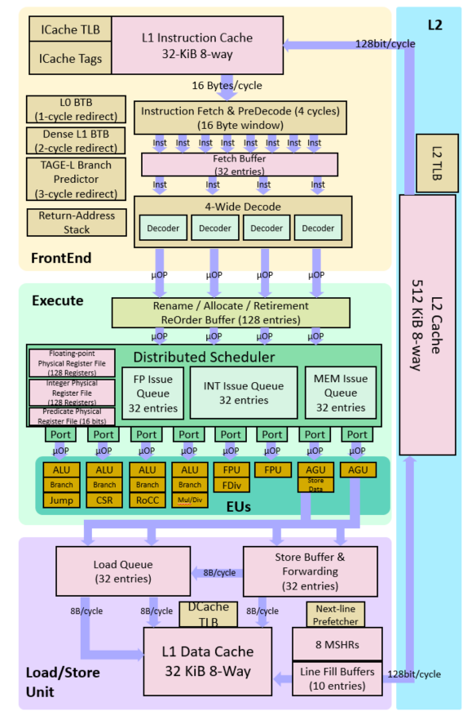 ICache TLB
ICache Tags
L1 Instruction Cache
32-KiB 8-way
L2
128bit/cycle
16 Bytes/cycle
L0 BTB
(1-cycle redirect)
Dense L1 BTB
(2-cycle redirect)
TAGE-L Branch
Predictor
(3-cycle redirect)
Return-Address
Stack
Instruction Fetch & PreDecode (4 cycles)
(16 Byte window)
Inst Inst Inst Inst Inst Inst Inst Inst
Fetch Buffer
(32 entries)
Inst Inst Inst Inst
4-Wide Decode
Decoder Decoder Decoder Decoder
FrontEnd
µOP µOP µOP µOP
L2 TLB
L2 Cache
512 KiB 8-way
Execute
Rename / Allocate / Retirement
ReOrder Buffer (128 entries)
µOP µOP µOP µOP
Distributed Scheduler
Floating-point
Physical Register File
(128 Registers)
Integer Physical
Register File
(128 Registers)
Predicate Physical
Register File (16 bits)
FP Issue
Queue
32 entries
INT Issue Queue
32 entries
MEM Issue
Queue
32 entries
Port Port Port Port Port Port Port Port
µOP µOP µOP µOP µOP µOP µOP µOP
ALU ALU ALU ALU FPU FPU AGU AGU
Branch Branch Branch Branch FDiv Store
Data
Jump CSR RoCC Mul/Div
EUs
Load Queue
(32 entries)
8B/cycle
Store Buffer &
Forwarding
(32 entries)
8B/cycle 8B/cycle 8B/cycle
DCache
TLB
Next-line
Prefetcher
L1 Data Cache
32 KiB 8-Way
8 MSHRs
Line Fill Buffers
(10 entries)
128bit/cycle
Load/Store
Unit